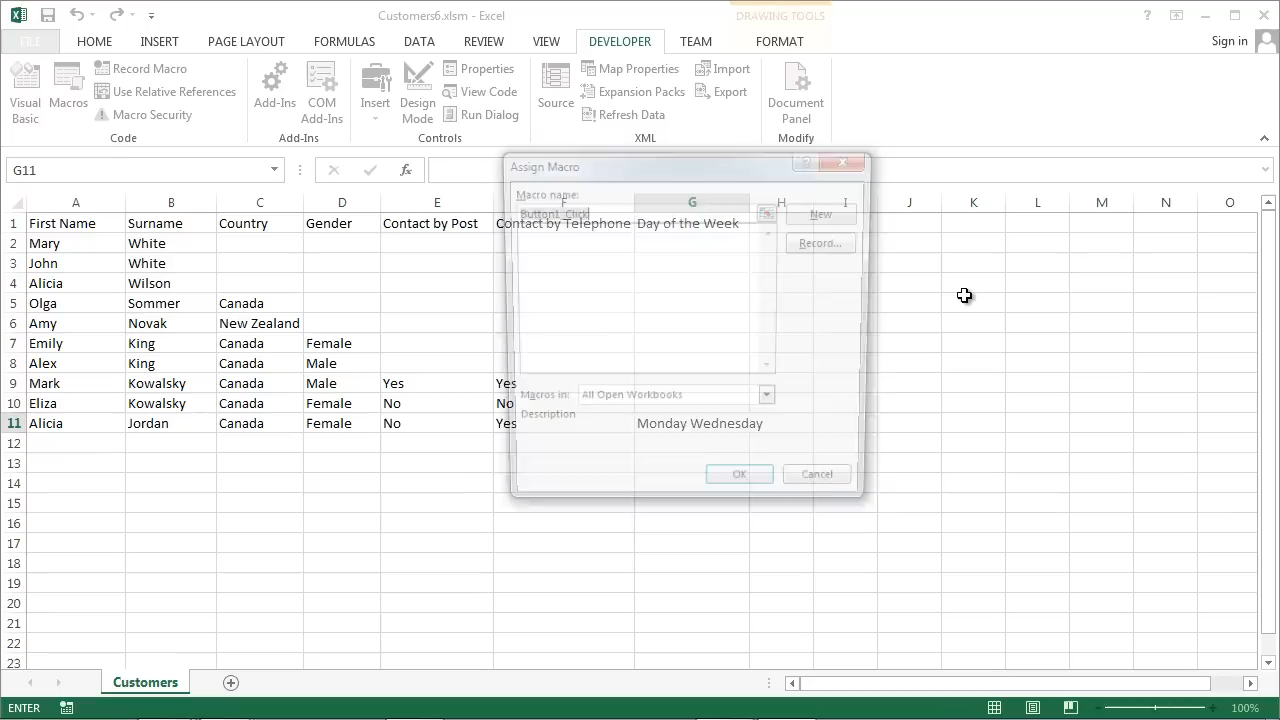 Customers6.xlsm - Excel
DRAWING TOOLS
?
FILE HOME INSERT PAGE LAYOUT FORMULAS DATA REVIEW VIEW DEVELOPER TEAM FORMAT Sign in
Visual Basic
Macros
Record Macro
Use Relative References
Macro Security
Code
Add-Ins
COM Add-Ins
Add-Ins
Insert
Design Mode
Properties
View Code
Run Dialog
Controls
Source
Map Properties
Expansion Packs
Refresh Data
Import
Export
XML
Document Panel
Modify
G11
fx
Assign Macro
?
Macro name:
Button1_Click
New
Record...
Macros in: All Open Workbooks
Description
OK Cancel
A B C D E F G H I J K L M N O
1 First Name Surname Country Gender Contact by Post Contact by Telephone Day of the Week
2 Mary White
3 John White
4 Alicia Wilson
5 Olga Sommer Canada
6 Amy Novak New Zealand
7 Emily King Canada Female
8 Alex King Canada Male
9 Mark Kowalsky Canada Male Yes Yes
10 Eliza Kowalsky Canada Female No No
11 Alicia Jordan Canada Female No Yes Monday Wednesday
12
13
14
15
16
17
18
19
20
21
22
23
Customers
ENTER
100%